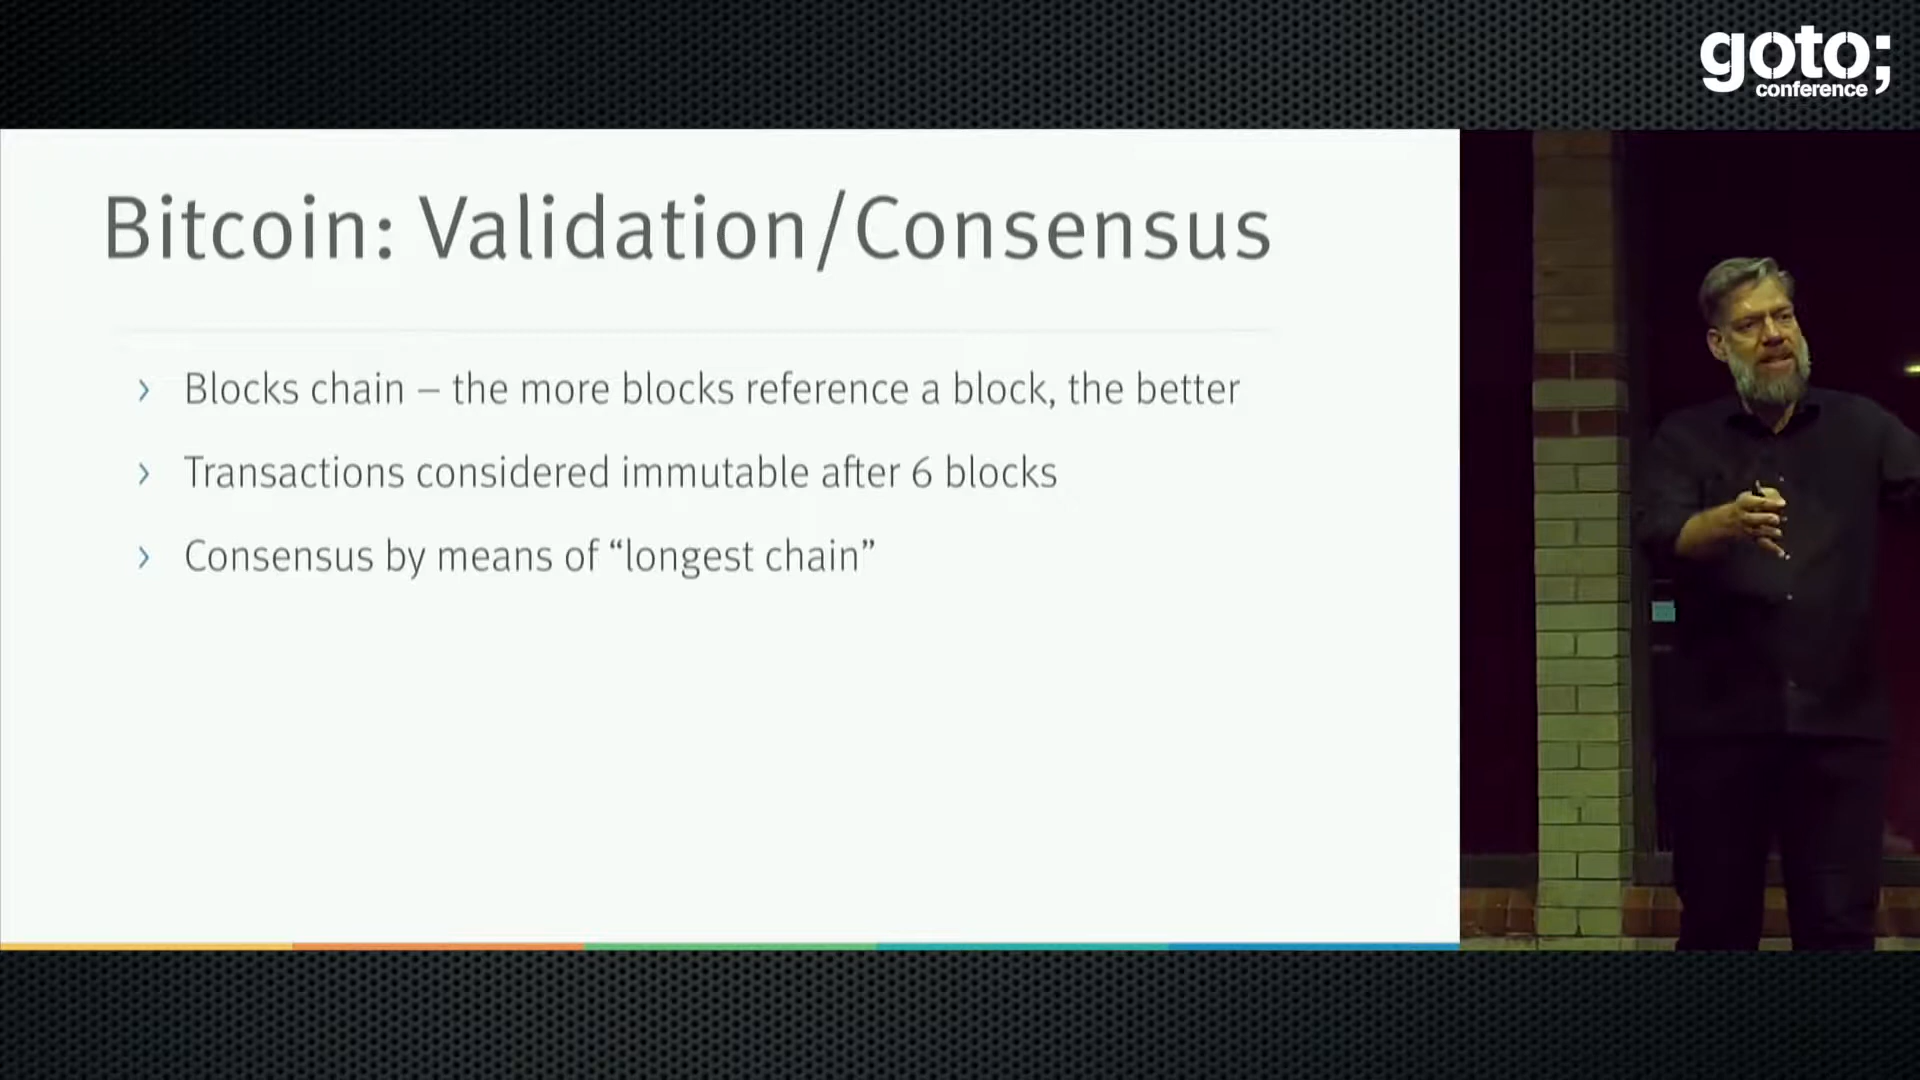 goto;
conference
Bitcoin: Validation/Consensus
› Blocks chain – the more blocks reference a block, the better
› Transactions considered immutable after 6 blocks
› Consensus by means of “longest chain”